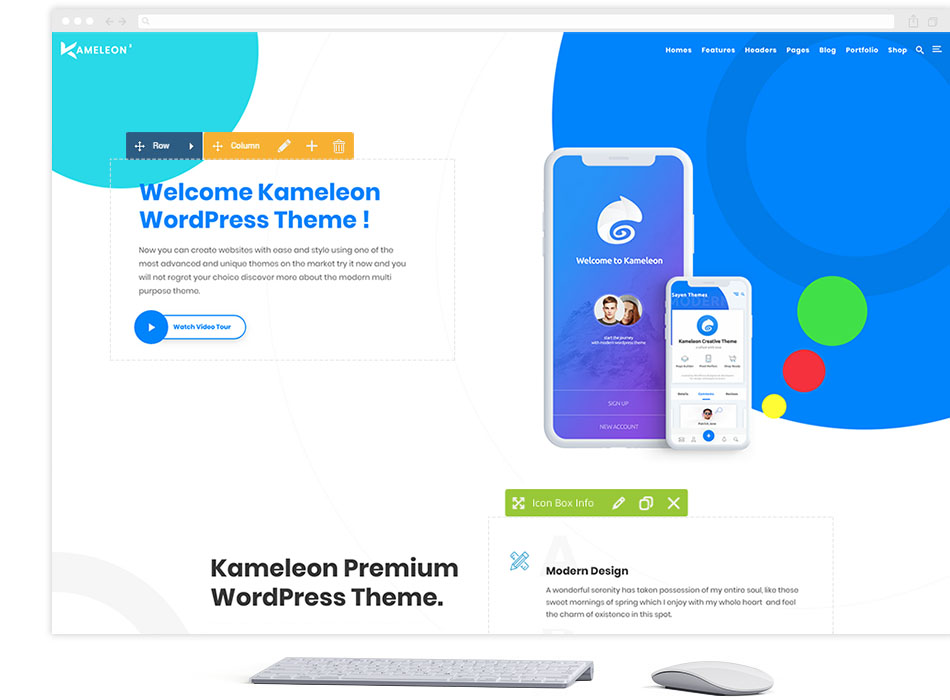 KAMELEON
Homes Features Headers Pages Blog Portfolio Shop
Row Column
Welcome Kameleon
WordPress Theme !
Now you can create websites with ease and style using one of the
most advanced and unique themes on the market try it now and you
will not regret your choice discover more about the modern multi
purpose theme.
Watch Video Tour
Welcome to Kameleon
start the journey
with modern wordpress theme
SIGN UP
NEW ACCOUNT
Sayen Themes
MODERN
Kameleon Creative Theme
Icon Box Info
Kameleon Premium
WordPress Theme.
A
Modern Design
A wonderful serenity has taken possession of my entire soul, like these
sweet mornings of spring which I enjoy with my whole heart and feel
the charm of existence in this spot.